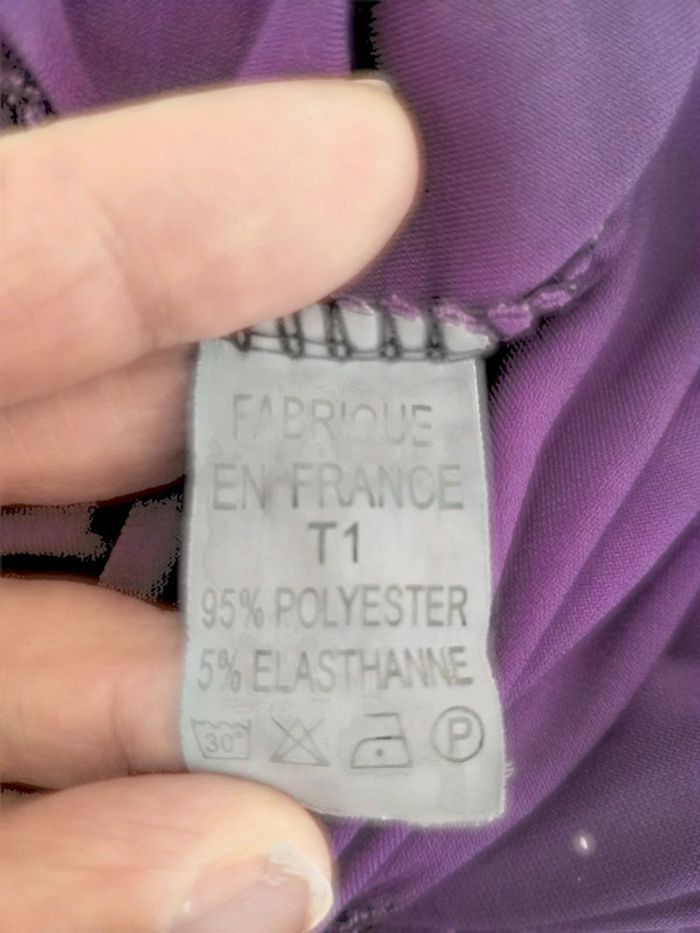 FABRIQUE
EN FRANCE
T1
95% POLYESTER
5% ELASTHANNE
30° P